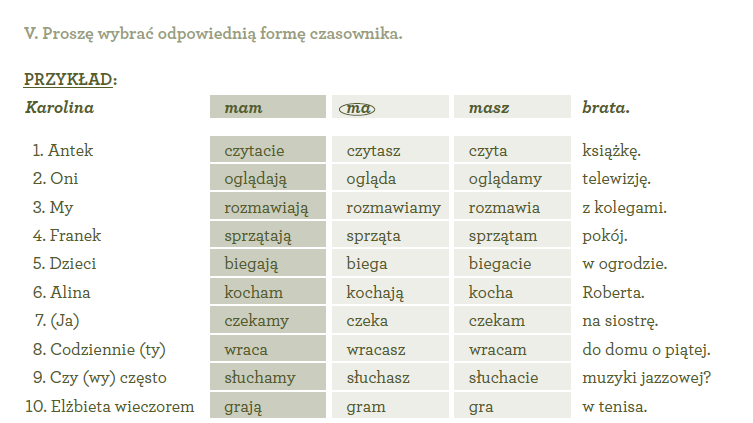 V. Proszę wybrać odpowiednią formę czasownika.
PRZYKŁAD:
Karolina mam ma masz brata.
1. Antek czytacie czytasz czyta książkę.
2. Oni oglądają ogląda oglądamy telewizję.
3. My rozmawiają rozmawiamy rozmawia z kolegami.
4. Franek sprzątają sprząta sprzątam pokój.
5. Dzieci biegają biega biegacie w ogrodzie.
6. Alina kocham kochają kocha Roberta.
7. (Ja) czekamy czeka czekam na siostrę.
8. Codziennie (ty) wraca wracasz wracam do domu o piątej.
9. Czy (wy) często słuchamy słuchasz słuchacie muzyki jazzowej?
10. Elżbieta wieczorem grają gram gra w tenisa.